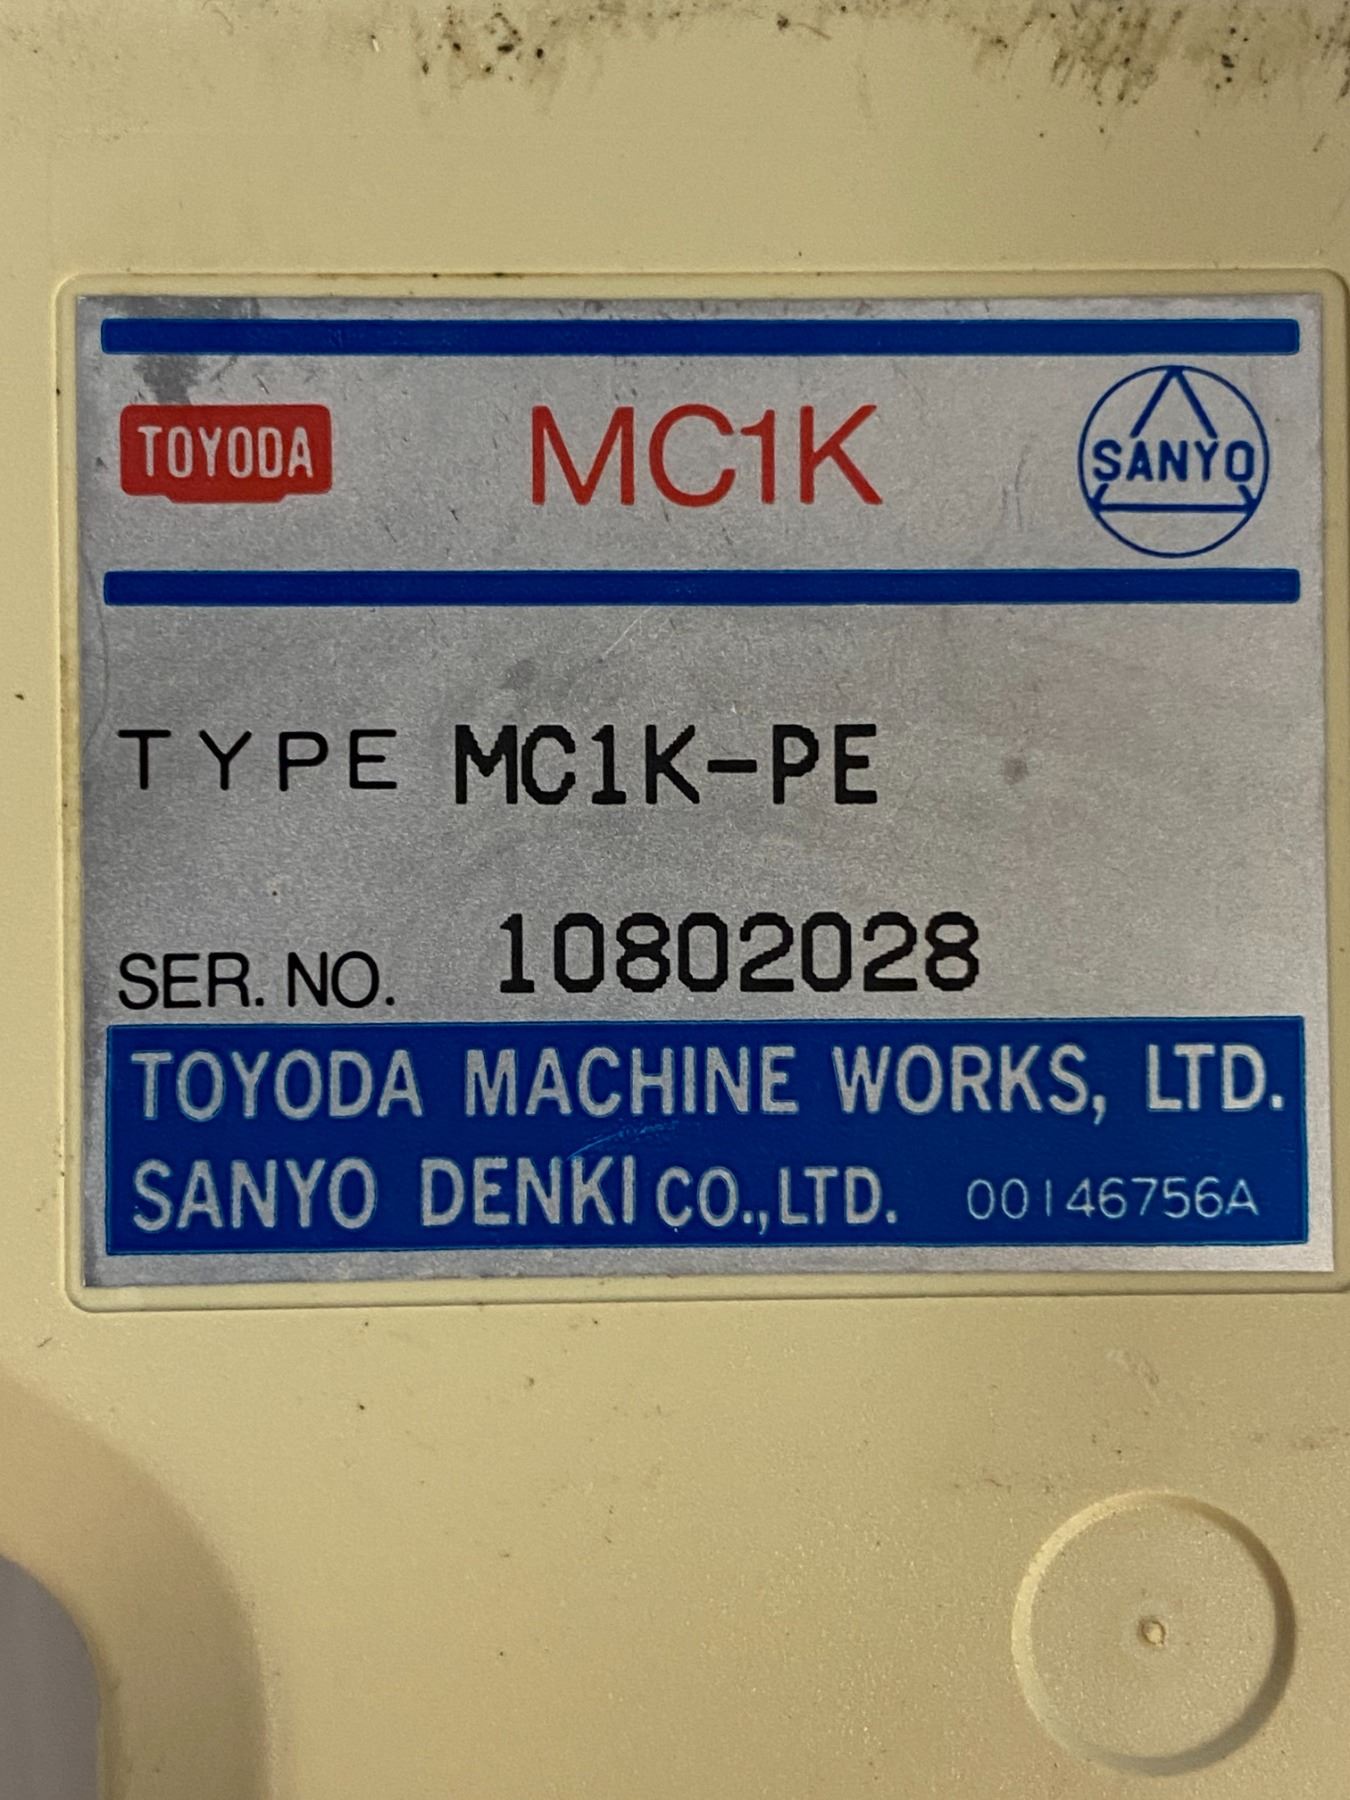 TOYODA MC1K SANYO
TYPE MC1K-PE
SER. NO. 10802028
TOYODA MACHINE WORKS, LTD.
SANYO DENKI CO.,LTD. 00146756A